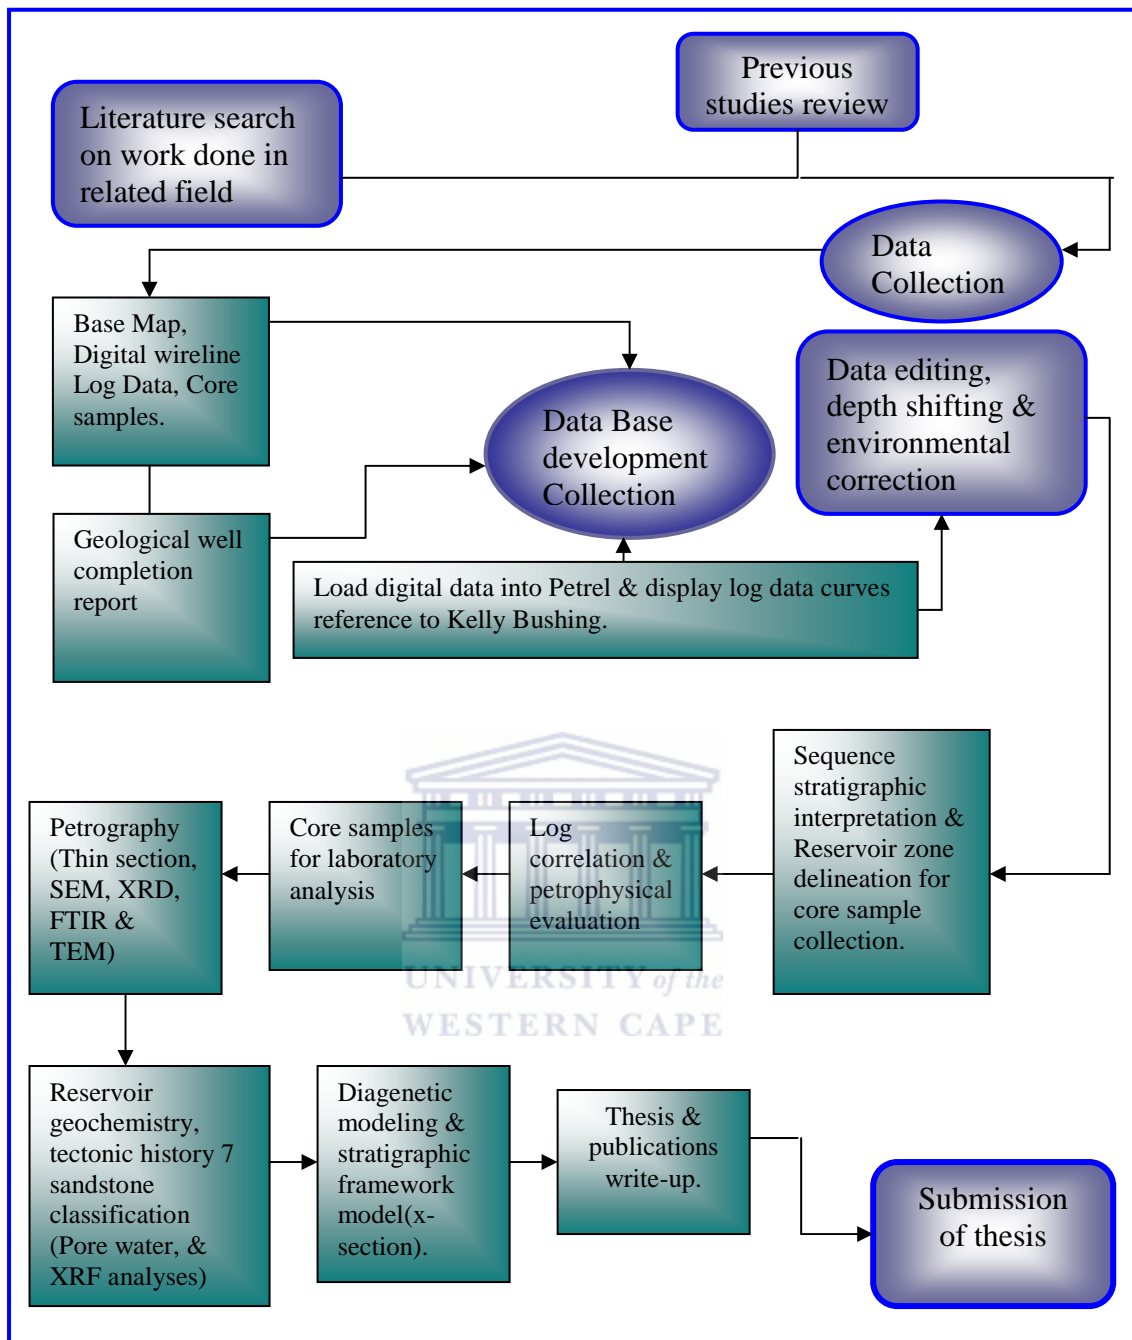 Previous
studies review
Literature search
on work done in
related field
Data
Collection
Base Map,
Digital wireline
Log Data, Core
samples.
Data Base
development
Collection
Data editing,
depth shifting &
environmental
correction
Geological well
completion
report
Load digital data into Petrel & display log data curves
reference to Kelly Bushing.
Sequence
stratigraphic
interpretation &
Reservoir zone
delineation for
core sample
collection.
Log
correlation &
petrophysical
evaluation
Core samples
for laboratory
analysis
Petrography
(Thin section,
SEM, XRD,
FTIR &
TEM)
UNIVERSITY of the
WESTERN CAPE
Reservoir
geochemistry,
tectonic history 7
sandstone
classification
(Pore water, &
XRF analyses)
Diagenetic
modeling &
stratigraphic
framework
model(x-
section).
Thesis &
publications
write-up.
Submission
of thesis